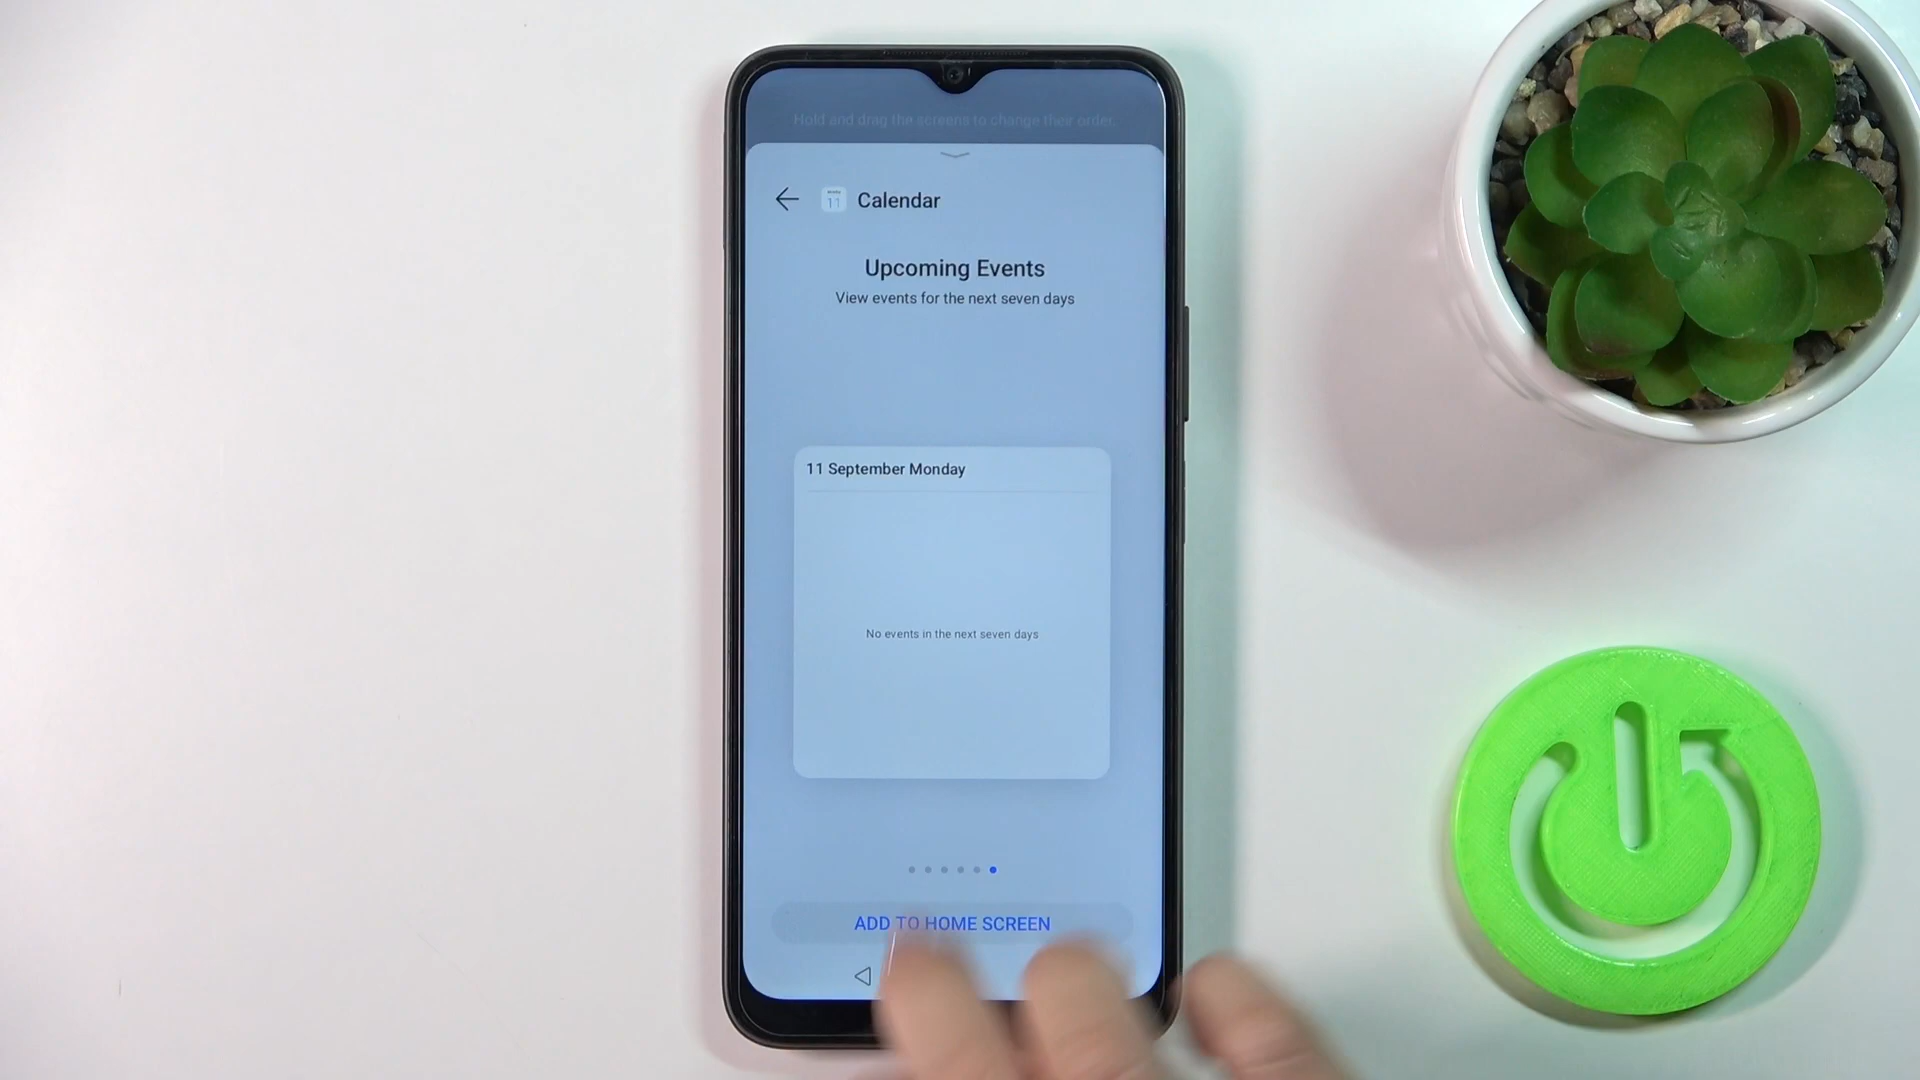 Hold and drag the screens to change their order.
11
Calendar
Upcoming Events
View events for the next seven days
11 September Monday
No events in the next seven days
ADD TO HOME SCREEN